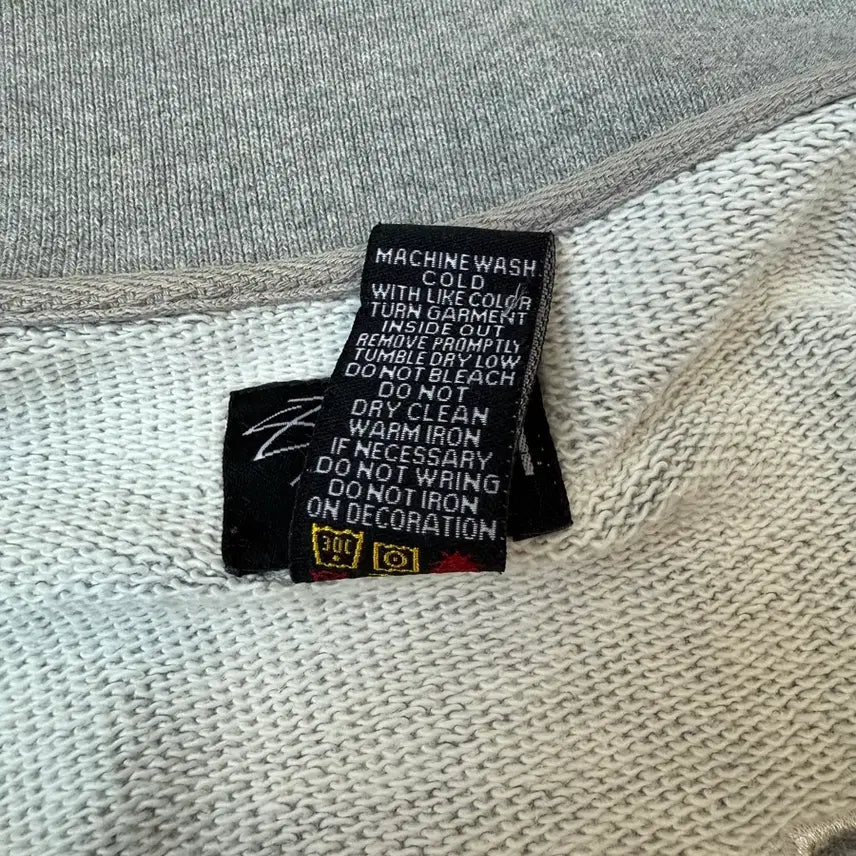 MACHINE WASH
COLD
WITH LIKE COLOR
TURN GARMENT
INSIDE OUT
REMOVE PROMPTLY
TUMBLE DRY LOW
DO NOT BLEACH
DO NOT
DRY CLEAN
WARM IRON
IF NECESSARY
DO NOT WRING
DO NOT IRON
ON DECORATION
30C